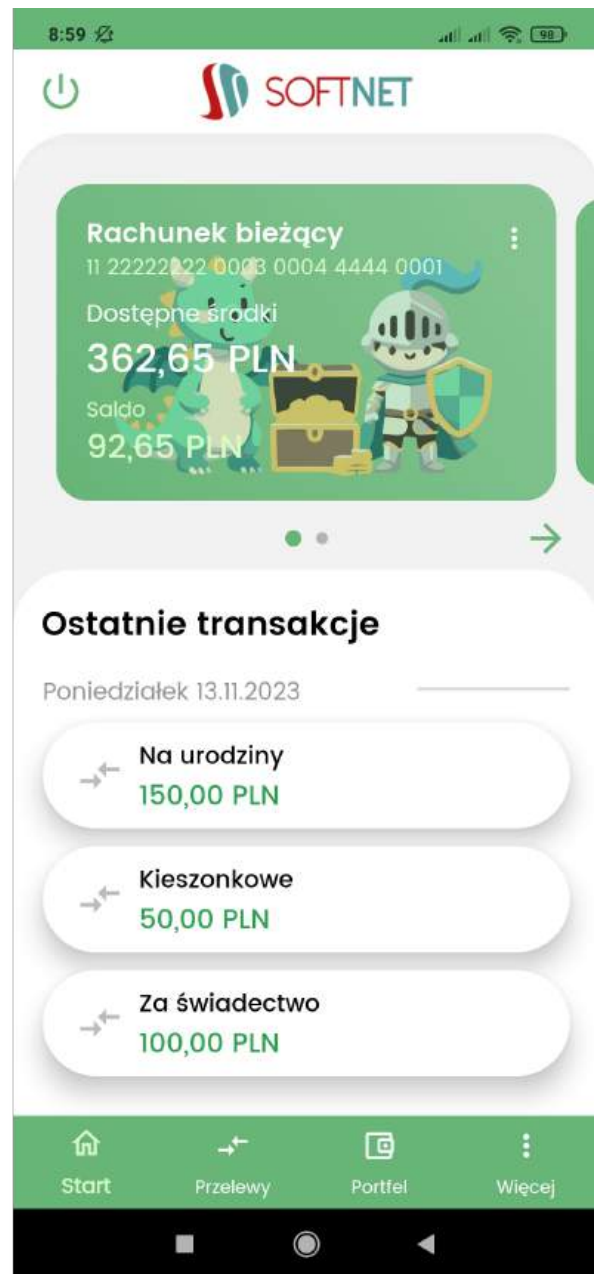 8:59
98
SOFTNET
Rachunek bieżący
11 22222222 0003 0004 4444 0001
Dostępne środki
362,65 PLN
Saldo
92,65 PLN
Ostatnie transakcje
Poniedziałek 13.11.2023
Na urodziny
150,00 PLN
Kieszonkowe
50,00 PLN
Za świadectwo
100,00 PLN
Start Przelewy Portfel Więcej